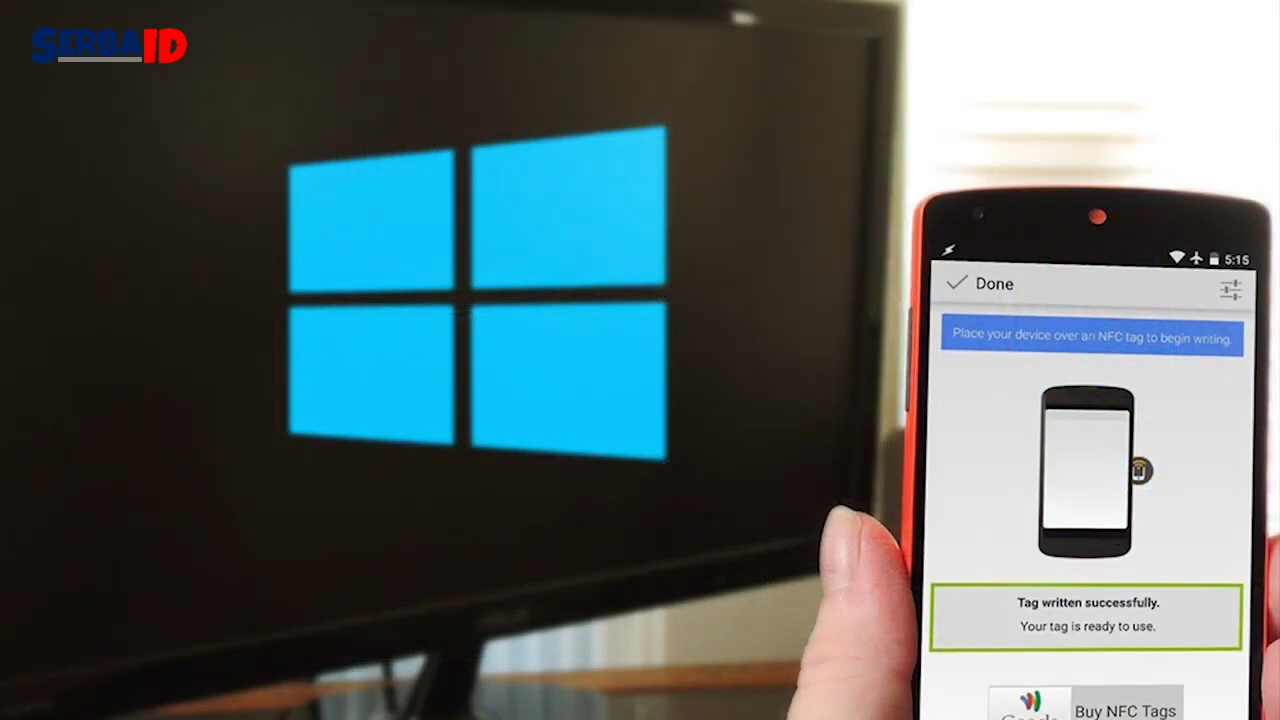 SERBAID
5:15
Done
Place your device over an NFC tag to begin writing.
Tag written successfully.
Your tag is ready to use.
Buy NFC Tags